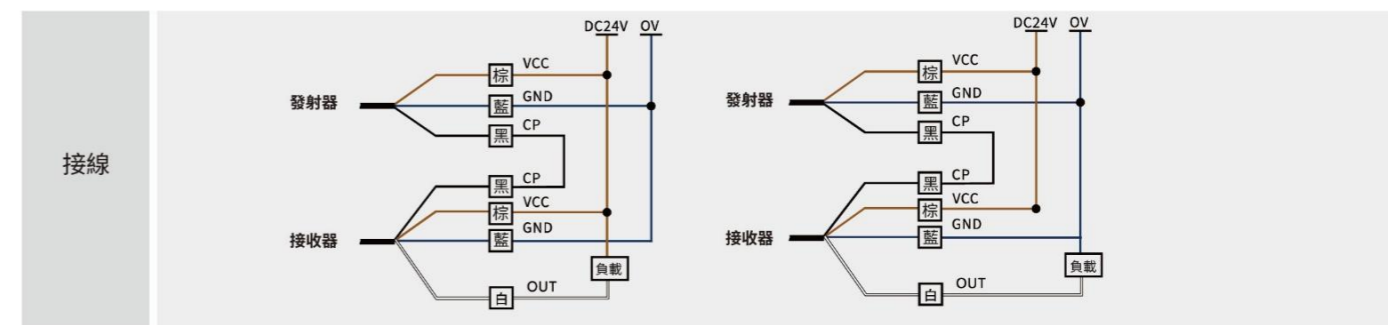 接線
DC24V OV
棕 VCC
發射器 藍 GND
黑 CP
黑 CP
棕 VCC
接收器 藍 GND
負載
白 OUT
DC24V OV
棕 VCC
發射器 藍 GND
黑 CP
黑 CP
棕 VCC
接收器 藍 GND
負載
白 OUT